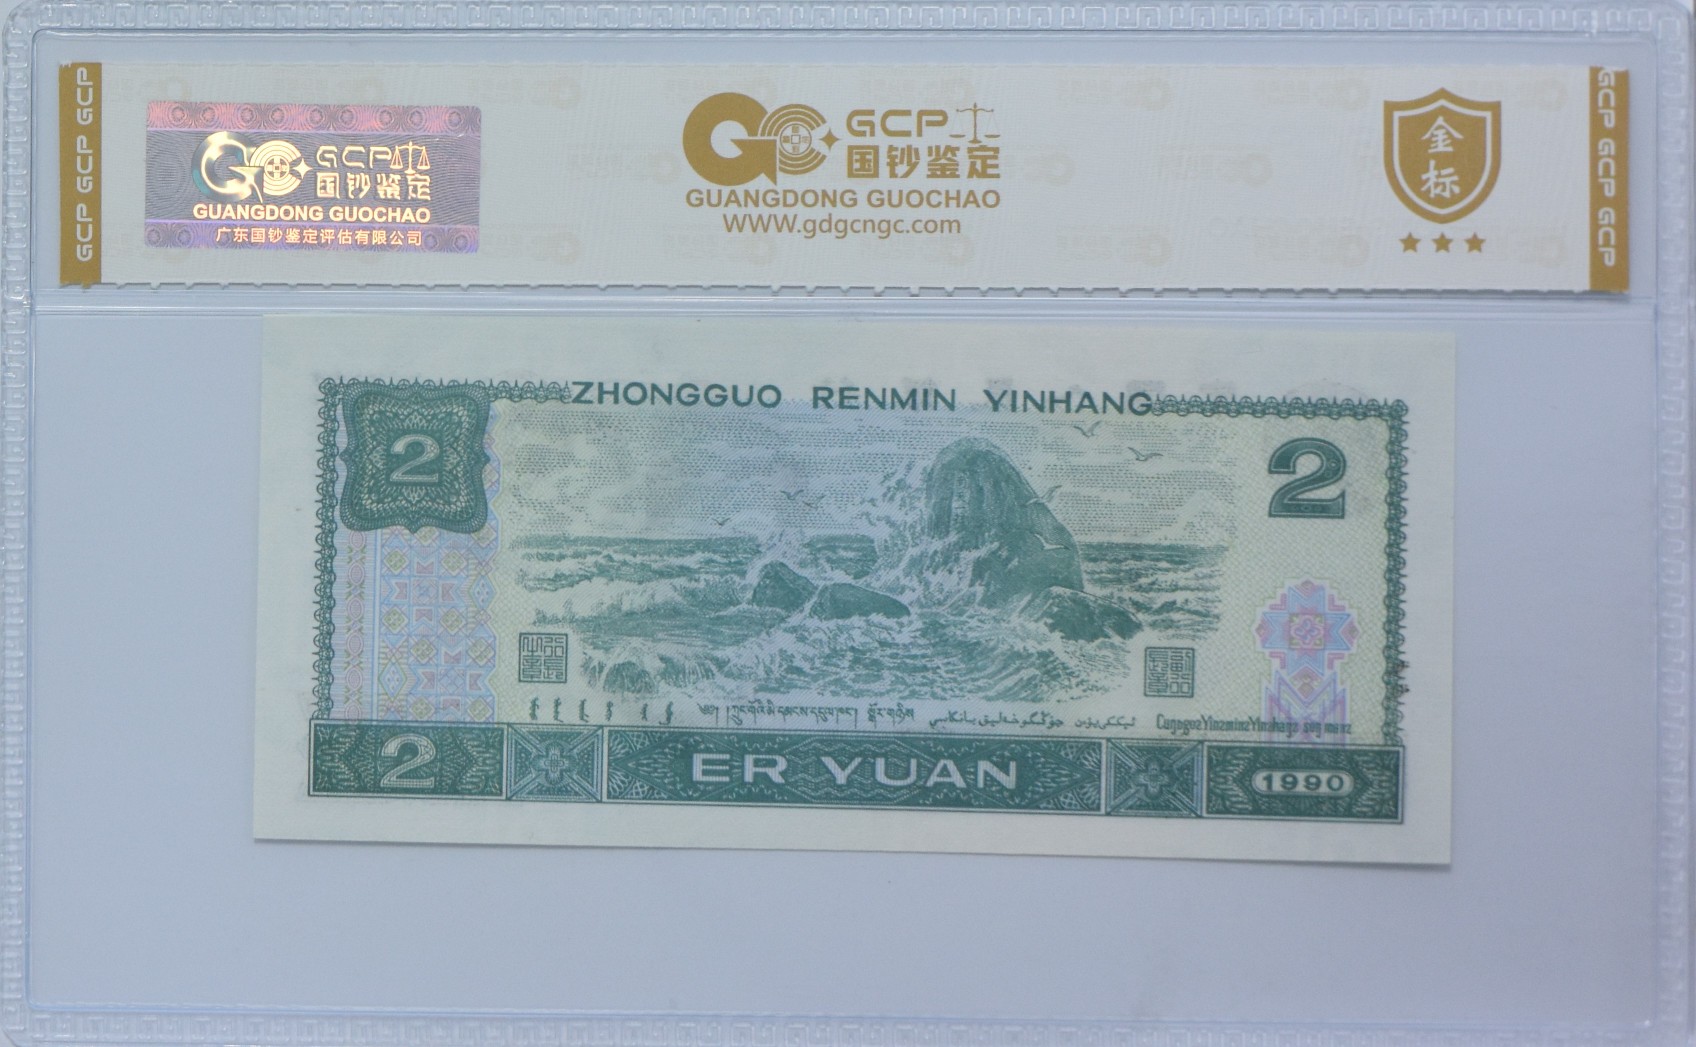 GCP GCP GCP
GCP
国钞鉴定
GUANGDONG GUOCHAO
广东国钞鉴定评估有限公司
GCP
国钞鉴定
GUANGDONG GUOCHAO
www.gdgcngc.com
金标
GCP GCP GCP
ZHONGGUO RENMIN YINHANG
2
2
2
ER YUAN
1990